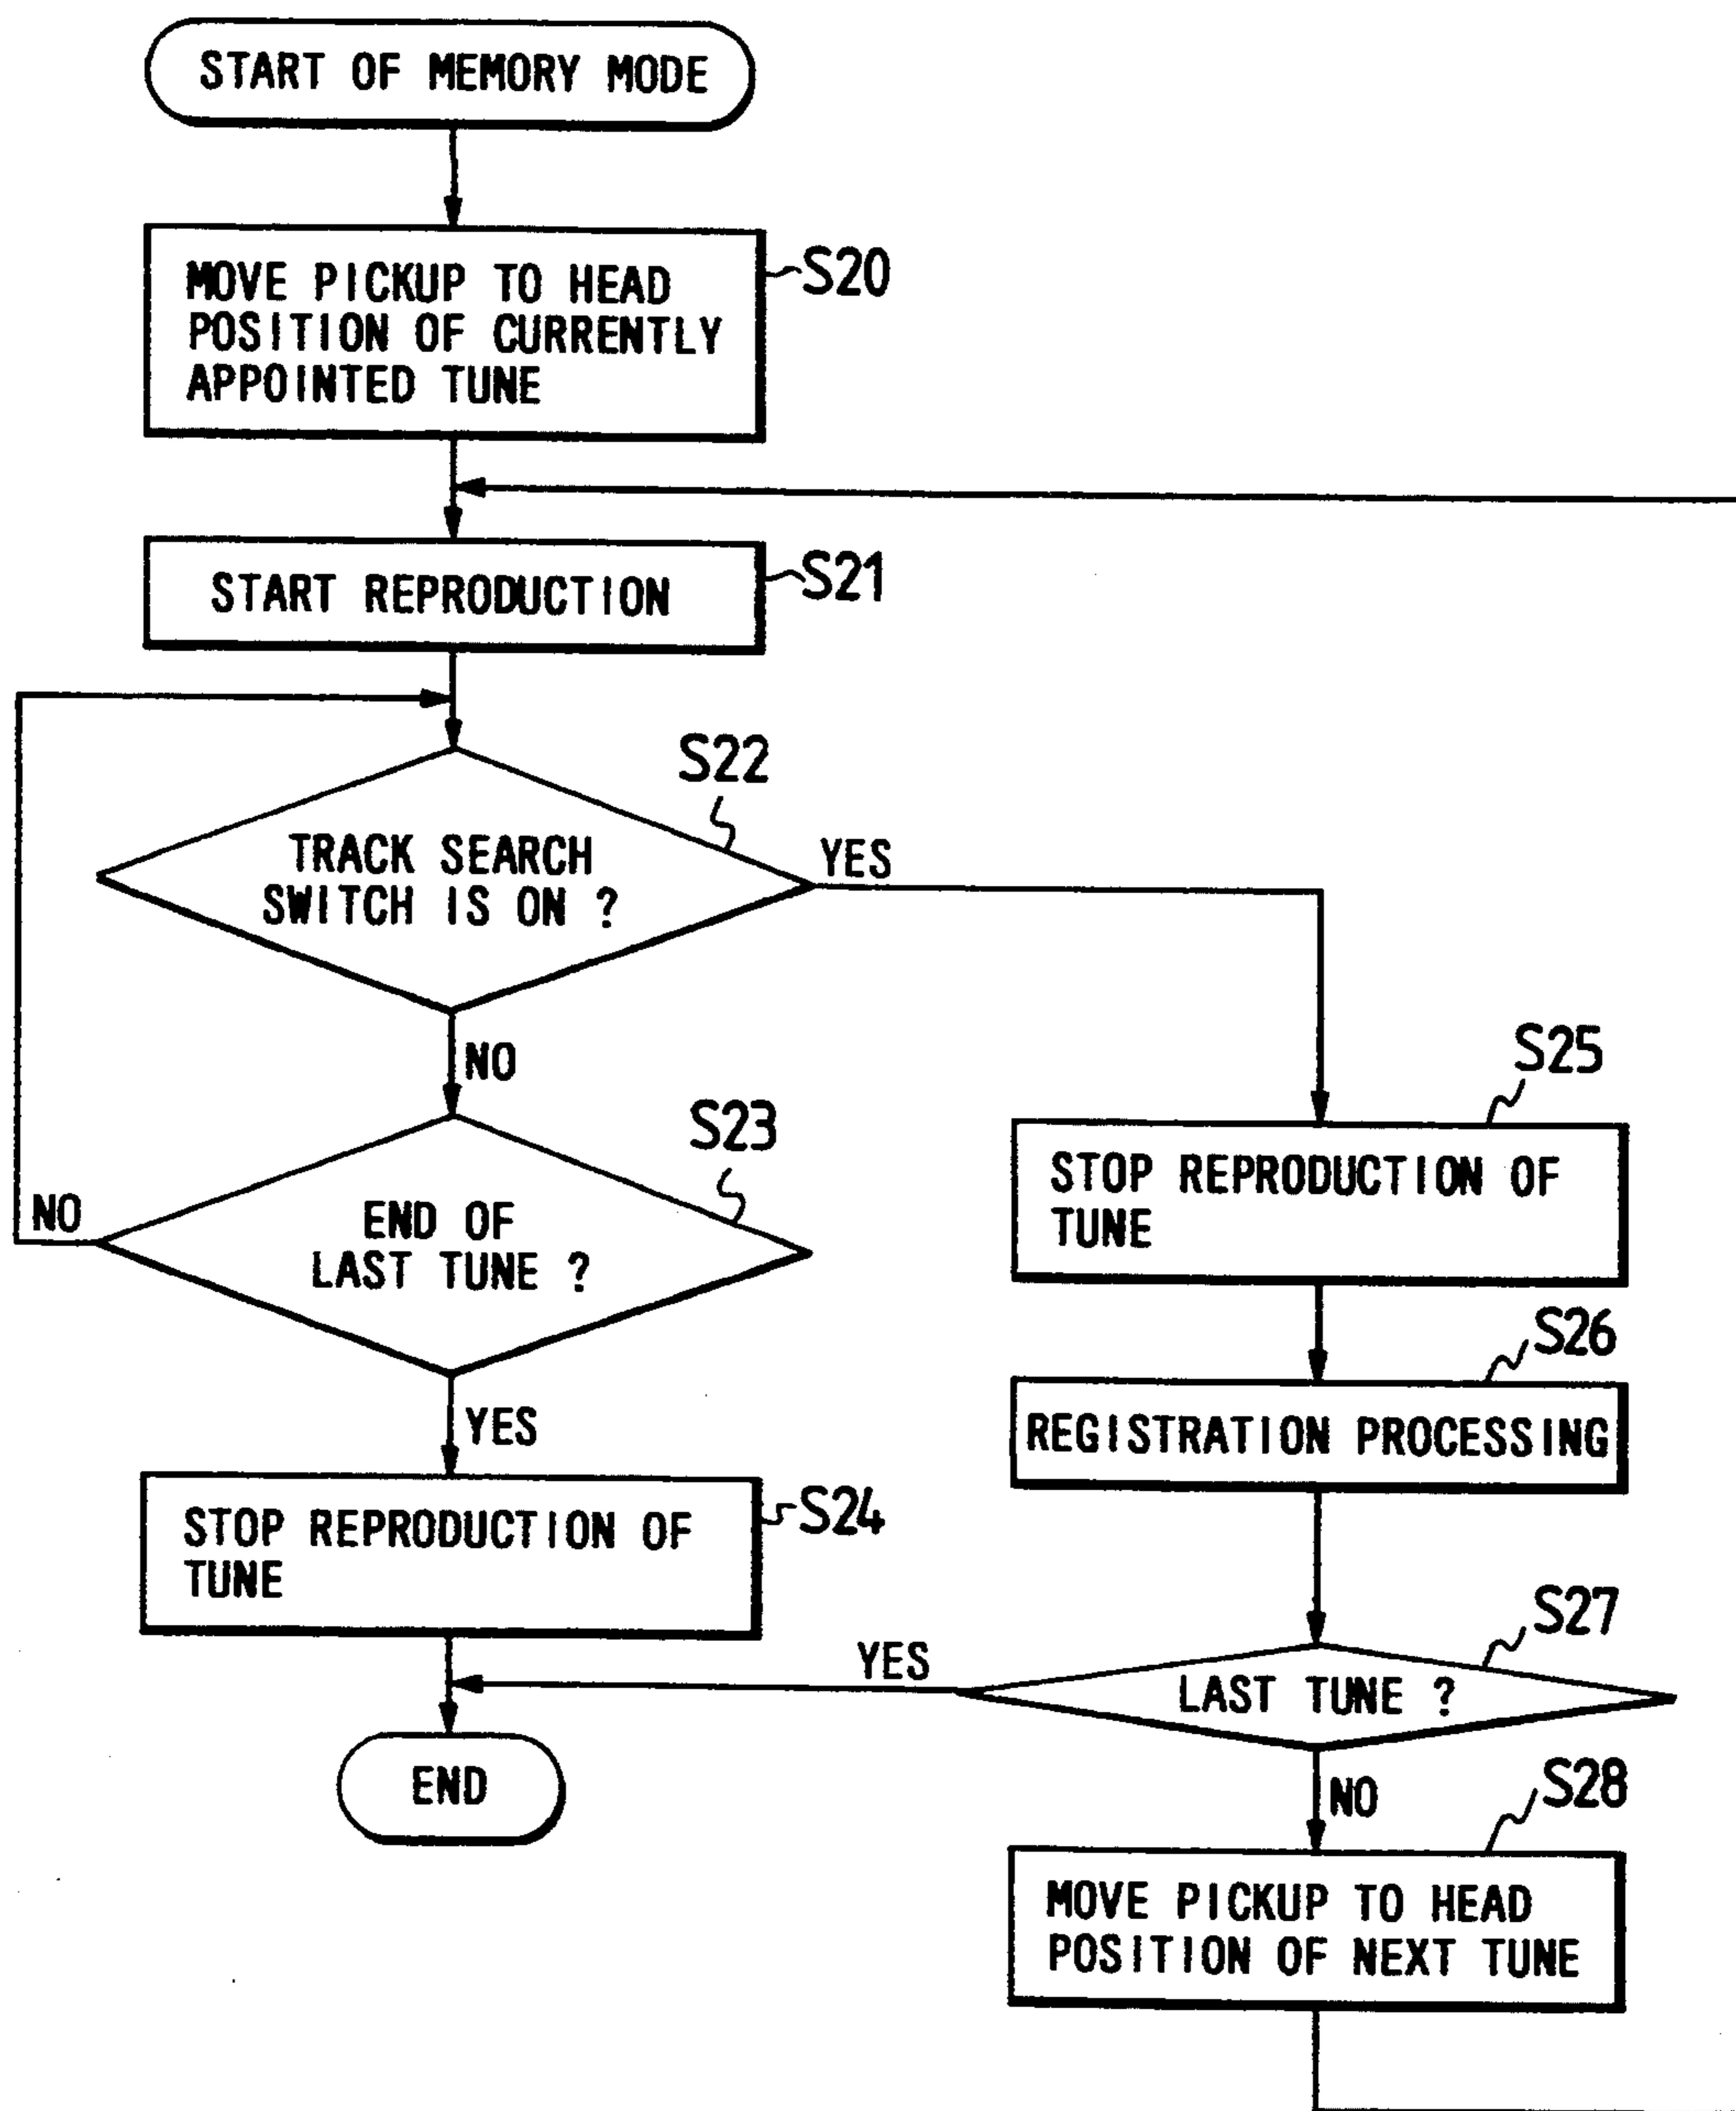 START OF MEMORY MODE
MOVE PICKUP TO HEAD
POSITION OF CURRENTLY
APPOINTED TUNE
S20
START REPRODUCTION
S21
S22
TRACK SEARCH
SWITCH IS ON ?
YES
NO
S23
END OF
LAST TUNE ?
NO
YES
STOP REPRODUCTION OF
TUNE
S24
S25
STOP REPRODUCTION OF
TUNE
S26
REGISTRATION PROCESSING
S27
LAST TUNE ?
YES
NO
END
S28
MOVE PICKUP TO HEAD
POSITION OF NEXT TUNE